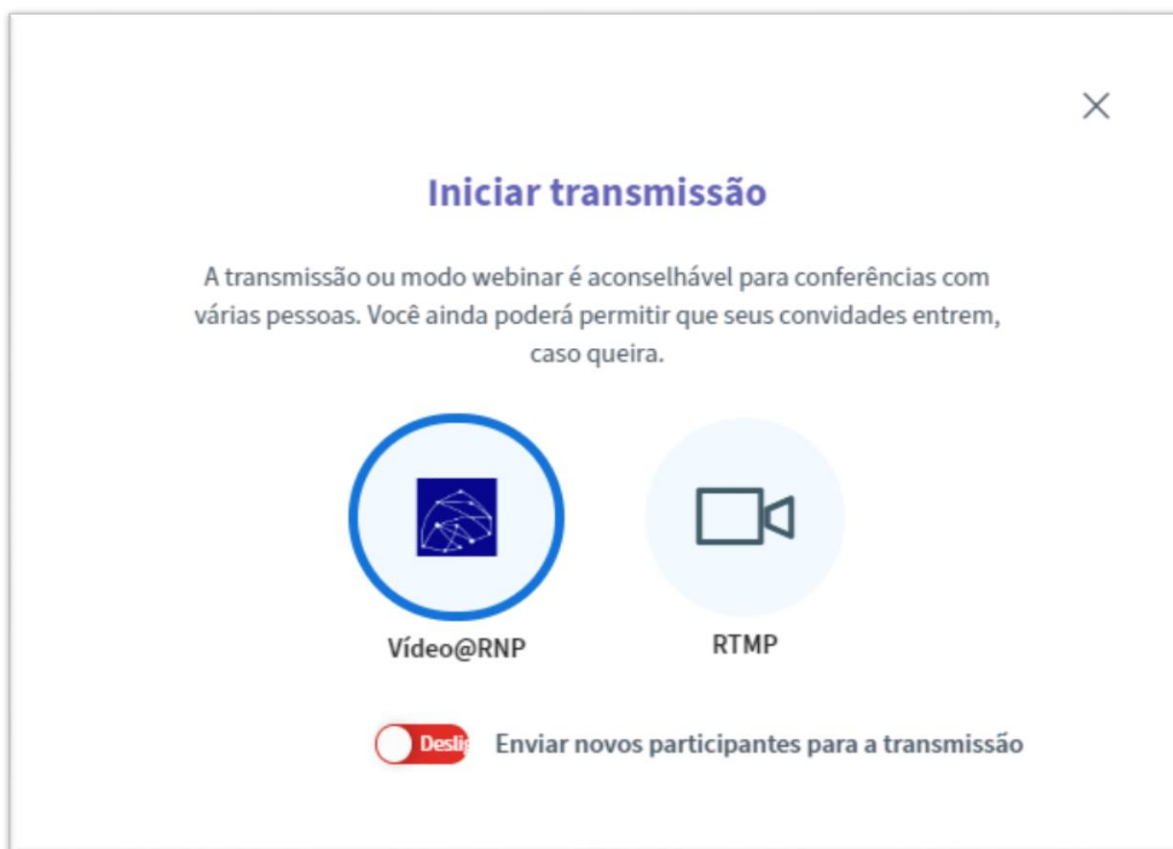 Iniciar transmissão
A transmissão ou modo webinar é aconselhável para conferências com
várias pessoas. Você ainda poderá permitir que seus convidades entrem,
caso queira.
Vídeo@RNP
RTMP
Enviar novos participantes para a transmissão